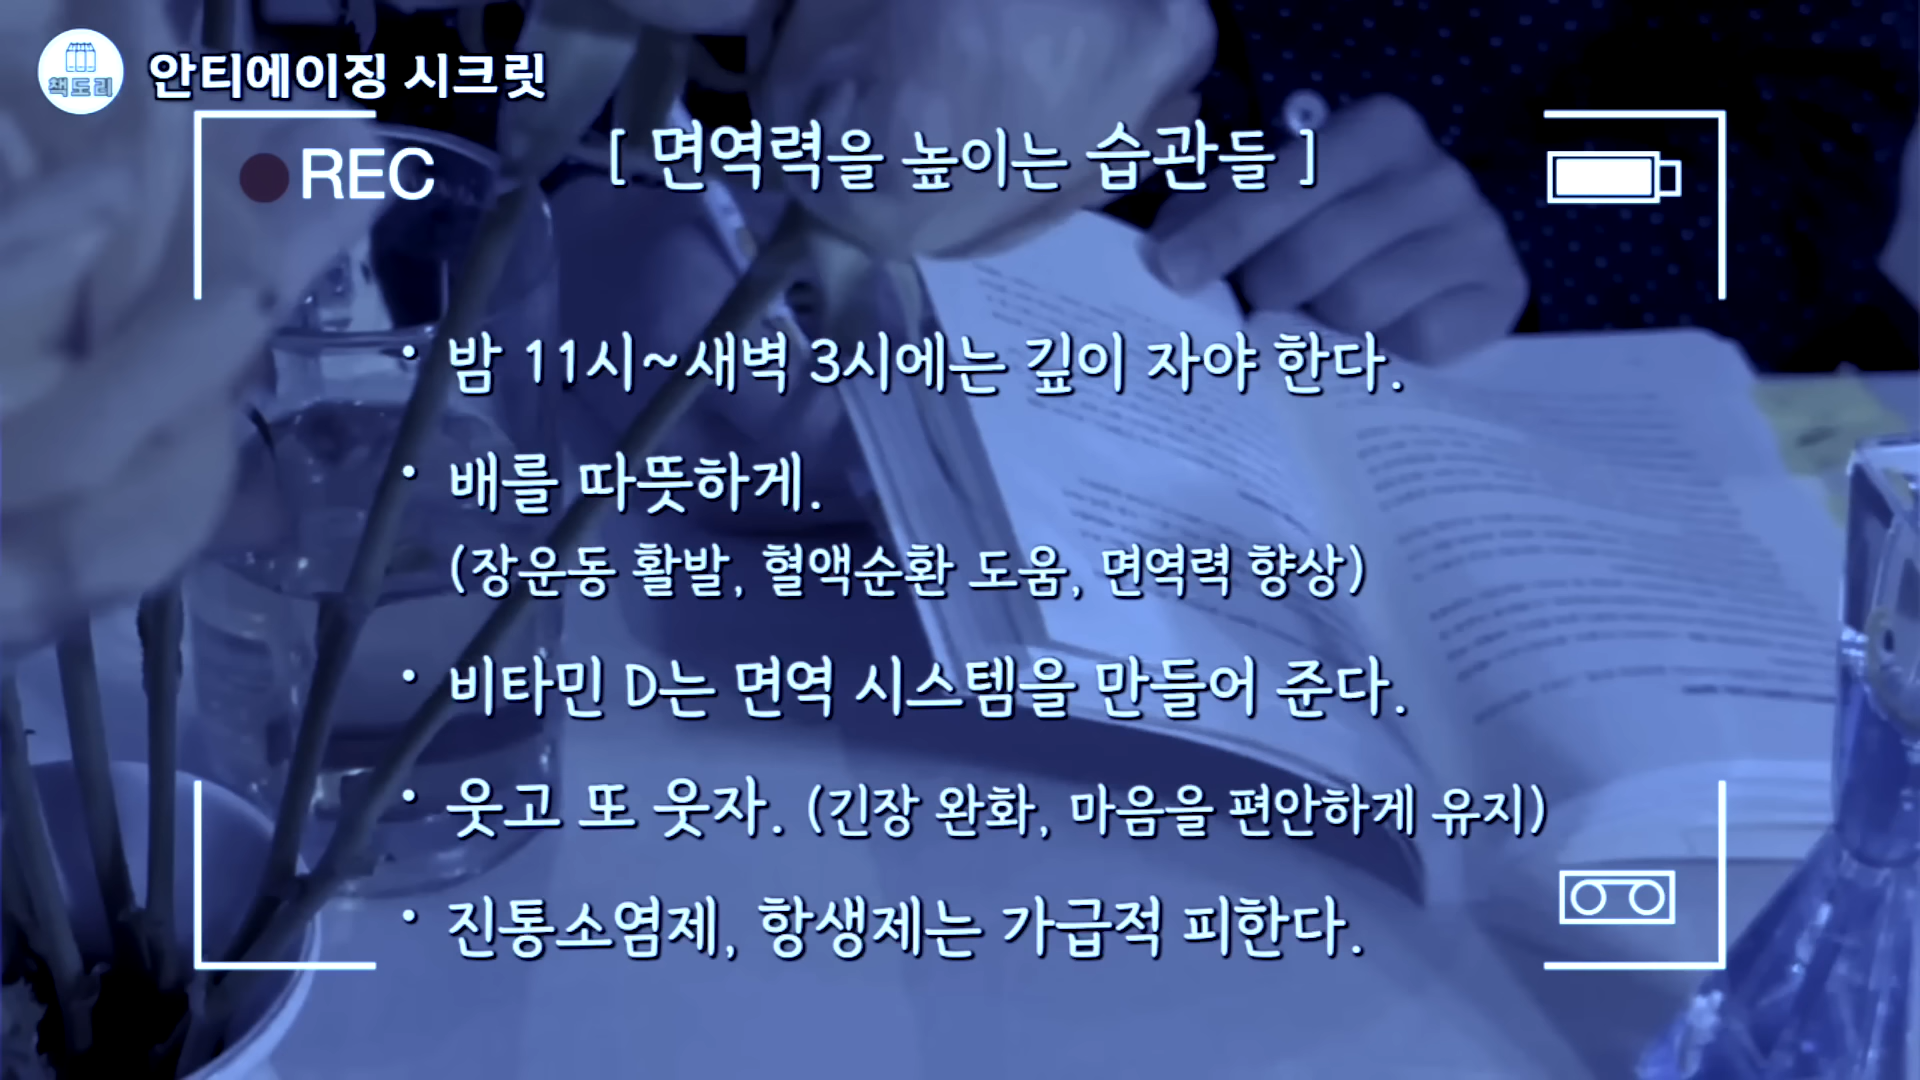 책도리
안티에이징 시크릿
REC
[ 면역력을 높이는 습관들 ]
· 밤 11시~새벽 3시에는 깊이 자야 한다.
· 배를 따뜻하게.
(장운동 활발, 혈액순환 도움, 면역력 향상)
· 비타민 D는 면역 시스템을 만들어 준다.
· 웃고 또 웃자. (긴장 완화, 마음을 편안하게 유지)
· 진통소염제, 항생제는 가급적 피한다.